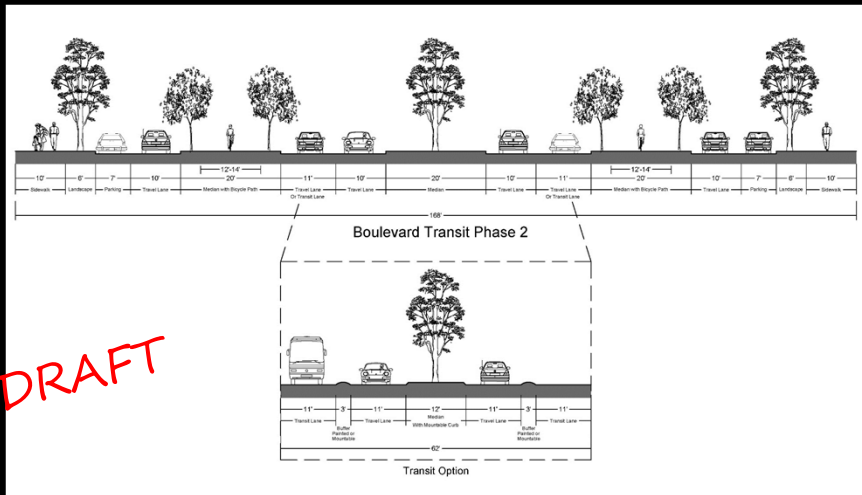 12'-14' 12'-14'
10' 6' 7' 10' 20' 11' 10' 20' 10' 11' 20' 10' 7' 6' 10'
Sidewalk Landscape Parking Travel Lane Median with Bicycle Path Travel Lane Travel Lane Median Travel Lane Travel Lane Median with Bicycle Path Travel Lane Parking Landscape Sidewalk
Or Transit Lane Or Transit Lane
168'
Boulevard Transit Phase 2
DRAFT
11' 3' 11' 12' 11' 3' 11'
Transit Lane Buffer Travel Lane Median Travel Lane Buffer Transit Lane
Painted or With Mountable Curb Painted or
Mountable Mountable
62'
Transit Option